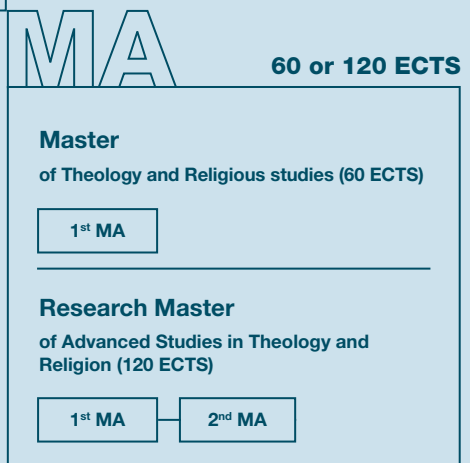 MA
60 or 120 ECTS
Master
of Theology and Religious studies (60 ECTS)
1st MA
Research Master
of Advanced Studies in Theology and
Religion (120 ECTS)
1st MA
2nd MA